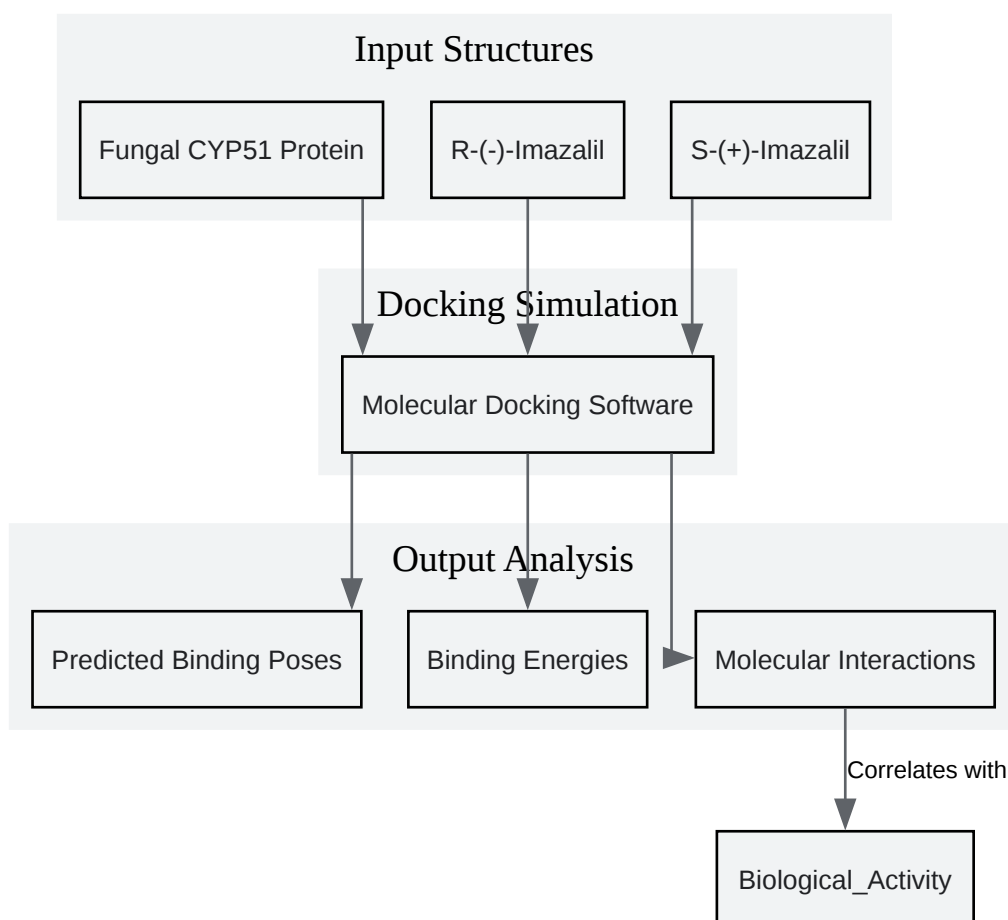 Input Structures
Fungal CYP51 Protein
R-(-)-Imazalil
S-(+)-Imazalil
Docking Simulation
Molecular Docking Software
Output Analysis
Predicted Binding Poses
Binding Energies
Molecular Interactions
Correlates with
Biological_Activity